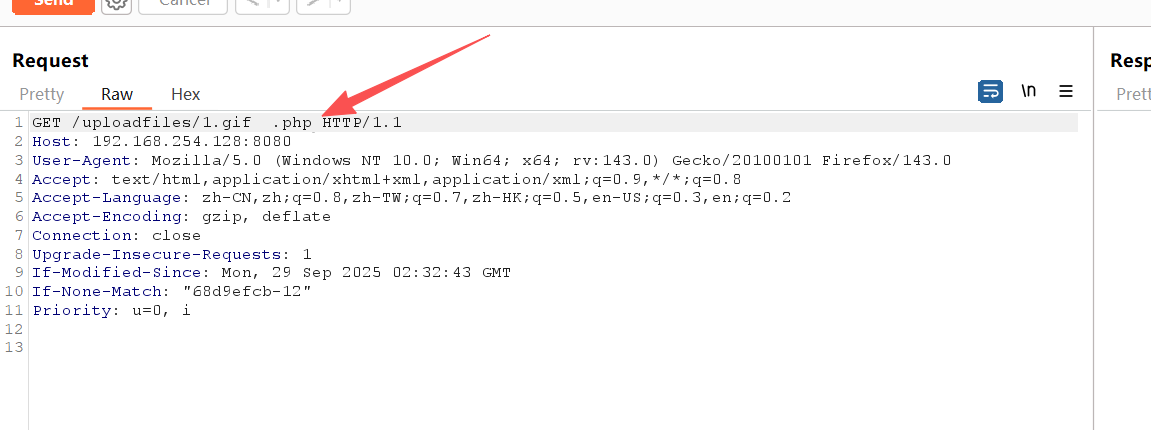 Send Cancel < >
Request
Resp
Pretty Raw Hex
\n
Prett
1 GET /uploadfiles/1.gif  .php HTTP/1.1
2 Host: 192.168.254.128:8080
3 User-Agent: Mozilla/5.0 (Windows NT 10.0; Win64; x64; rv:143.0) Gecko/20100101 Firefox/143.0
4 Accept: text/html,application/xhtml+xml,application/xml;q=0.9,*/*;q=0.8
5 Accept-Language: zh-CN,zh;q=0.8,zh-TW;q=0.7,zh-HK;q=0.5,en-US;q=0.3,en;q=0.2
6 Accept-Encoding: gzip, deflate
7 Connection: close
8 Upgrade-Insecure-Requests: 1
9 If-Modified-Since: Mon, 29 Sep 2025 02:32:43 GMT
10 If-None-Match: "68d9efcb-12"
11 Priority: u=0, i
12
13